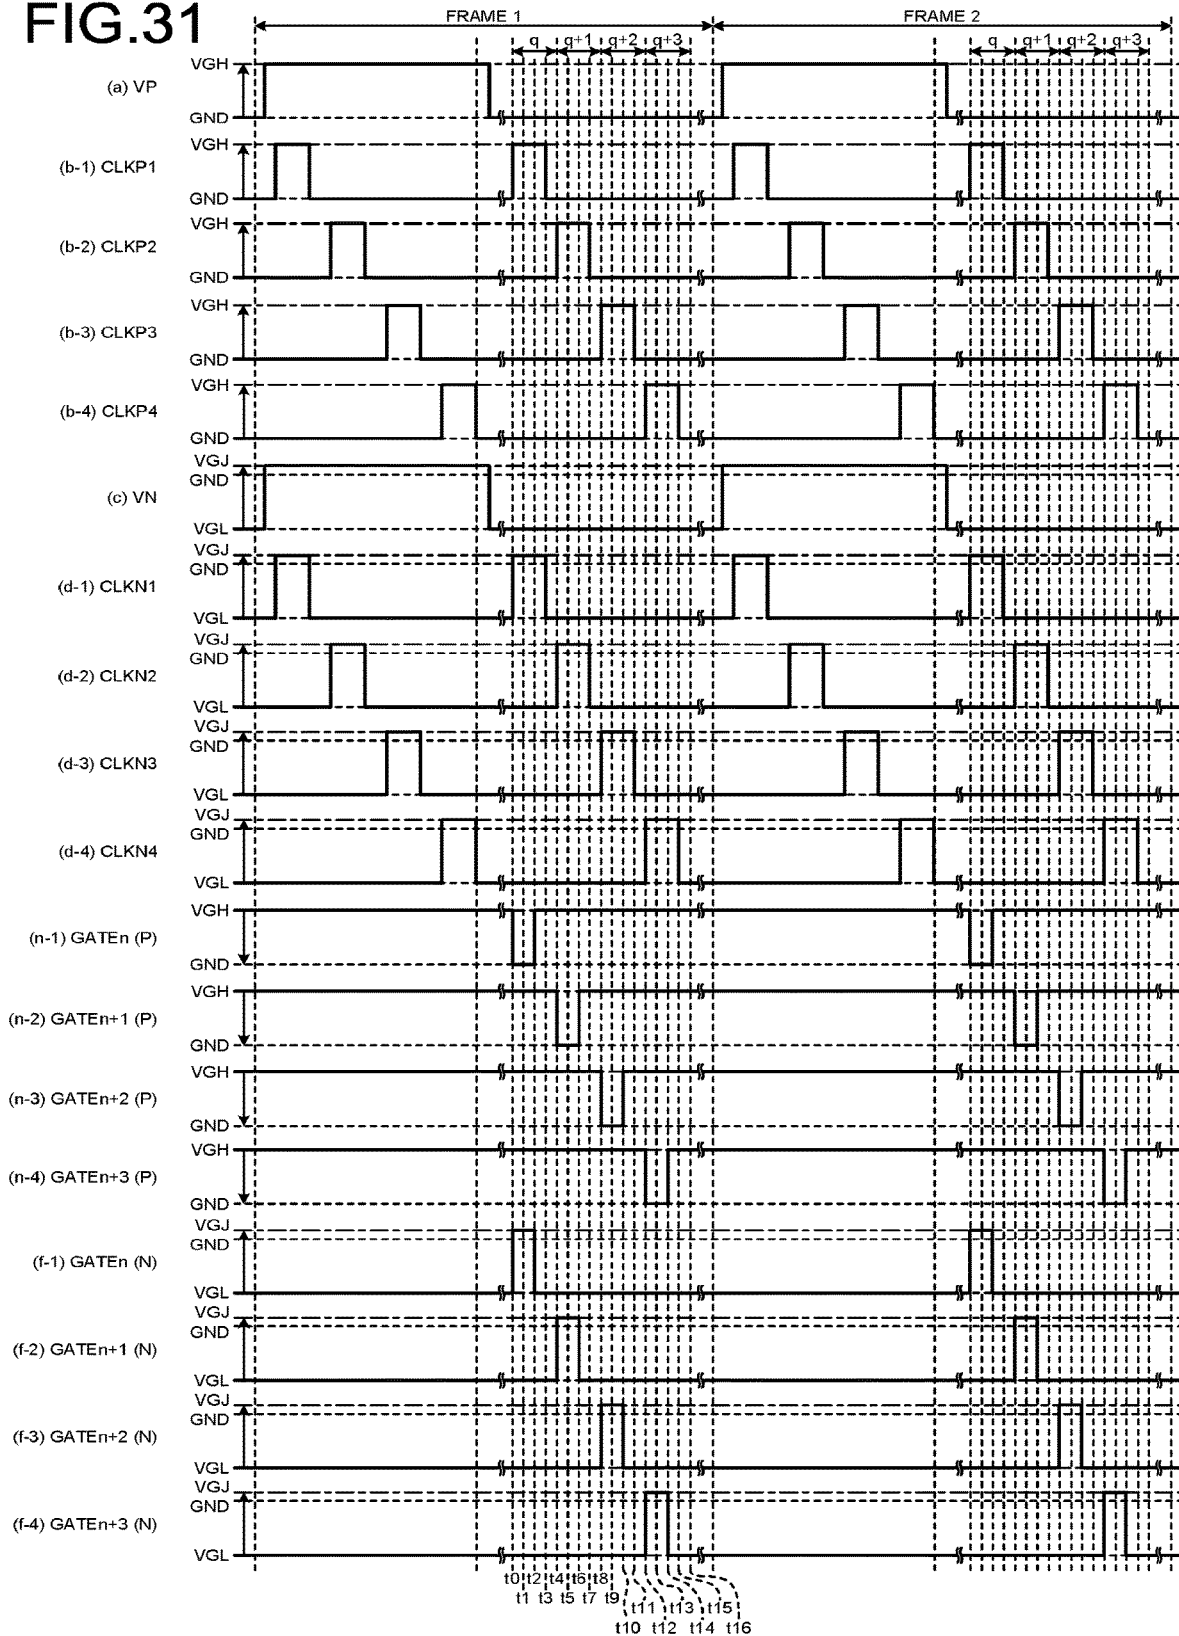 FIG.31
FRAME 1 FRAME 2
q q+1 q+2 q+3 q q+1 q+2 q+3
VGH
(a) VP
GND
VGH
(b-1) CLKP1
GND
VGH
(b-2) CLKP2
GND
VGH
(b-3) CLKP3
GND
VGH
(b-4) CLKP4
GND
VGJ
GND
(c) VN
VGL
VGJ
GND
(d-1) CLKN1
VGL
VGJ
GND
(d-2) CLKN2
VGL
VGJ
GND
(d-3) CLKN3
VGL
VGJ
GND
(d-4) CLKN4
VGL
VGH
(n-1) GATEn (P)
GND
VGH
(n-2) GATEn+1 (P)
GND
VGH
(n-3) GATEn+2 (P)
GND
VGH
(n-4) GATEn+3 (P)
GND
VGJ
GND
(f-1) GATEn (N)
VGL
VGJ
GND
(f-2) GATEn+1 (N)
VGL
VGJ
GND
(f-3) GATEn+2 (N)
VGL
VGJ
GND
(f-4) GATEn+3 (N)
VGL
t0 t2 t4 t6 t8
t1 t3 t5 t7 t9
t11 t13 t15
t10 t12 t14 t16